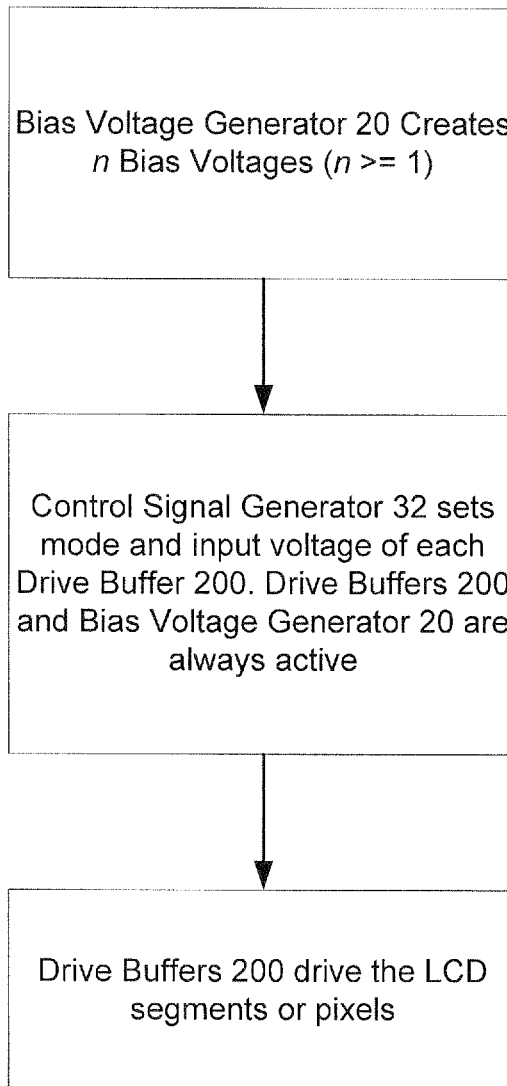 Bias Voltage Generator 20 Creates
n Bias Voltages (n >= 1)
Control Signal Generator 32 sets
mode and input voltage of each
Drive Buffer 200. Drive Buffers 200
and Bias Voltage Generator 20 are
always active
Drive Buffers 200 drive the LCD
segments or pixels